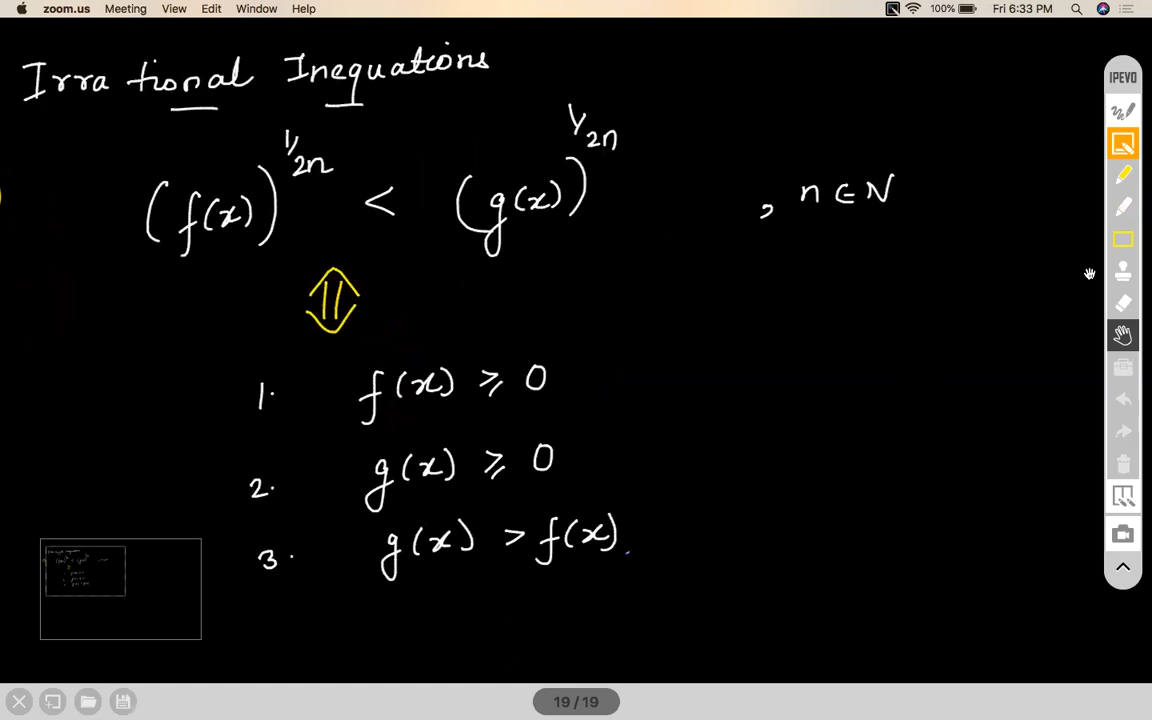 zoom.us Meeting View Edit Window Help 100% Fri 6:33 PM
Irrational Inequations
(f(x))^{1/2n} < (g(x))^{1/2n} , n ∈ N
⇕
1. f(x) ≥ 0
2. g(x) ≥ 0
3. g(x) > f(x)
IPEVO
19 / 19